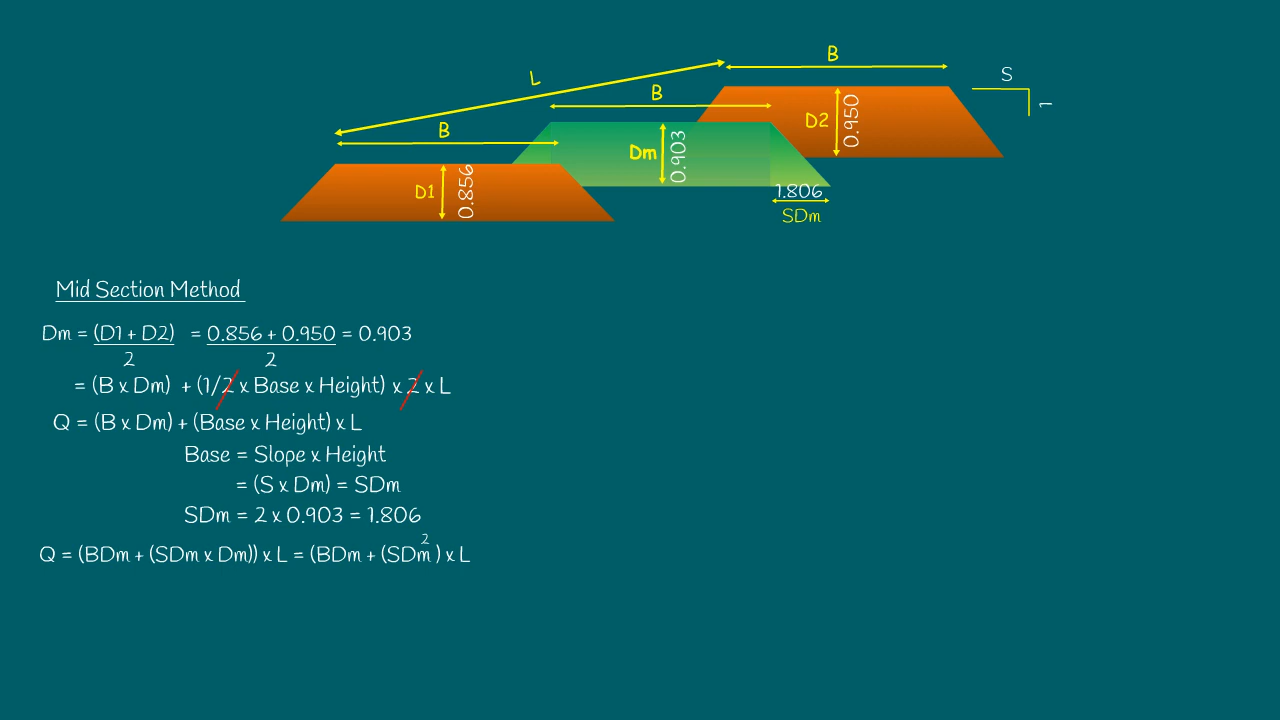 B
L
S
B
1
B
D2
0.950
Dm
0.903
D1
0.856
1.806
SDm
Mid Section Method
Dm = (D1 + D2) = 0.856 + 0.950 = 0.903
2 2
= (B x Dm) + (1/2 x Base x Height) x 2 x L
Q = (B x Dm) + (Base x Height) x L
Base = Slope x Height
= (S x Dm) = SDm
SDm = 2 x 0.903 = 1.806
Q = (BDm + (SDm x Dm)) x L = (BDm + (SDm² ) x L